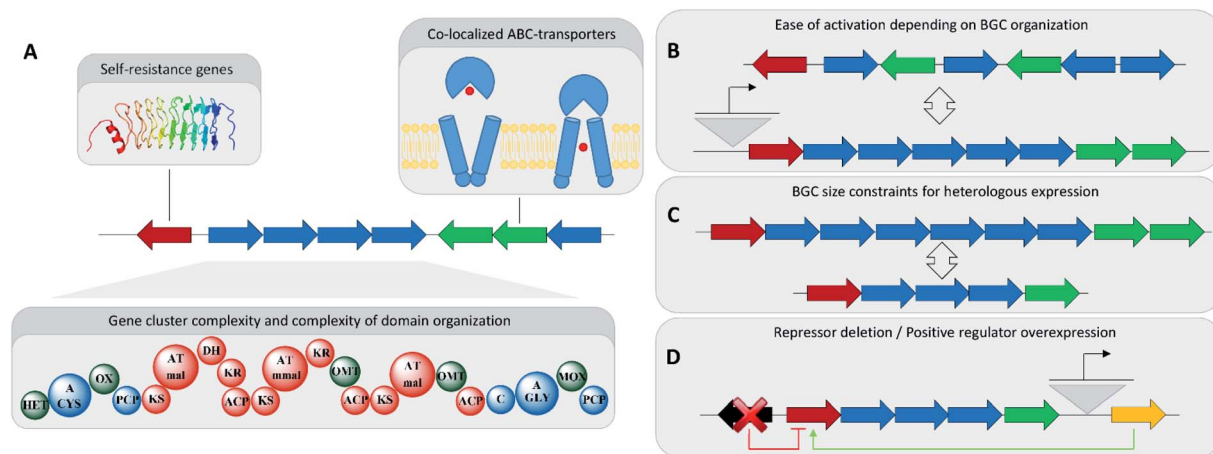 A
Self-resistance genes
Co-localized ABC-transporters
Gene cluster complexity and complexity of domain organization
HET
A
CYS
OX
PCP
KS
AT
mal
DH
KR
ACP
KS
AT
mmal
KR
OMT
ACP
KS
AT
mal
OMT
ACP
C
A
GLY
MOX
PCP
Ease of activation depending on BGC organization
B
BGC size constraints for heterologous expression
C
Repressor deletion / Positive regulator overexpression
D